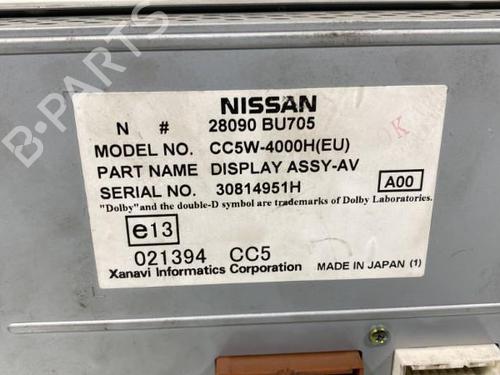 NISSAN
N # 28090 BU705
MODEL NO. CC5W-4000H(EU)
PART NAME DISPLAY ASSY-AV
SERIAL NO. 30814951H A00
"Dolby"and the double-D symbol are trademarks of Dolby Laboratories.
e13
021394 CC5
Xanavi Informatics Corporation MADE IN JAPAN (1)